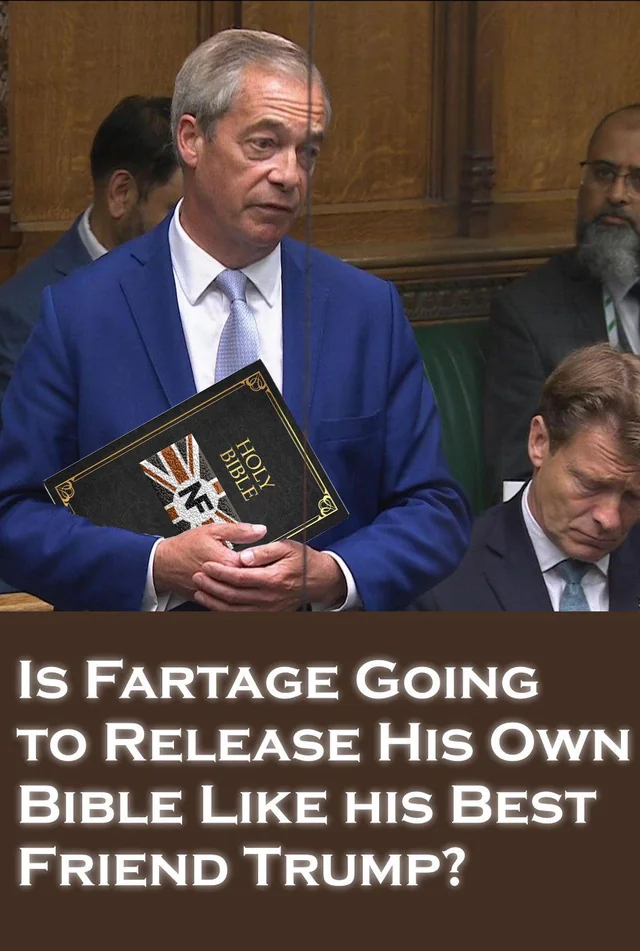 HOLY
BIBLE
NF
Is Fartage Going
to Release His Own
Bible Like his Best
Friend Trump?